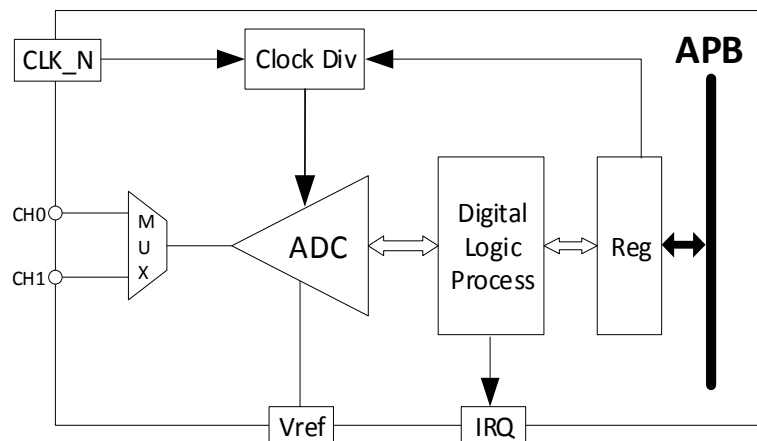 CLK_N
Clock Div
APB
CH0
CH1
M
U
X
ADC
Digital
Logic
Process
Reg
Vref
IRQ